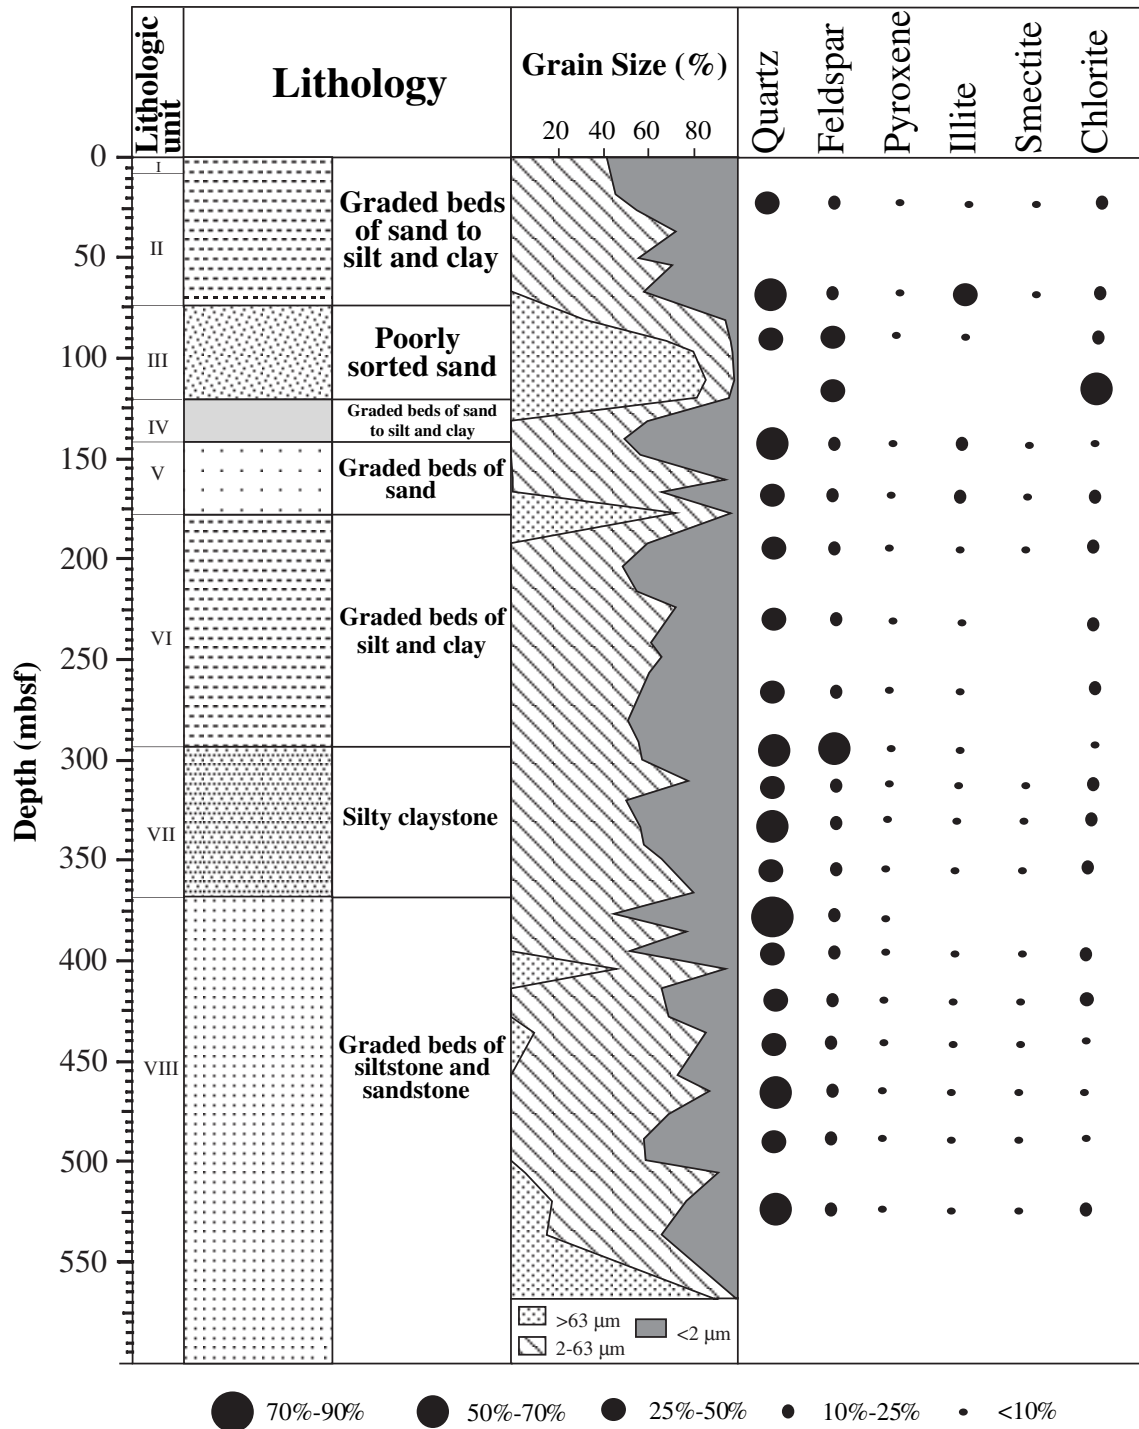 Lithologic
unit
Lithology
Grain Size (%)
20 40 60 80
Quartz
Feldspar
Pyroxene
Illite
Smectite
Chlorite
Depth (mbsf)
0
50
100
150
200
250
300
350
400
450
500
550
I
II
III
IV
V
VI
VII
VIII
Graded beds
of sand to
silt and clay
Poorly
sorted sand
Graded beds of sand
to silt and clay
Graded beds of
sand
Graded beds of
silt and clay
Silty claystone
Graded beds of
siltstone and
sandstone
>63 μm
<2 μm
2-63 μm
70%-90% 50%-70% 25%-50% 10%-25% <10%